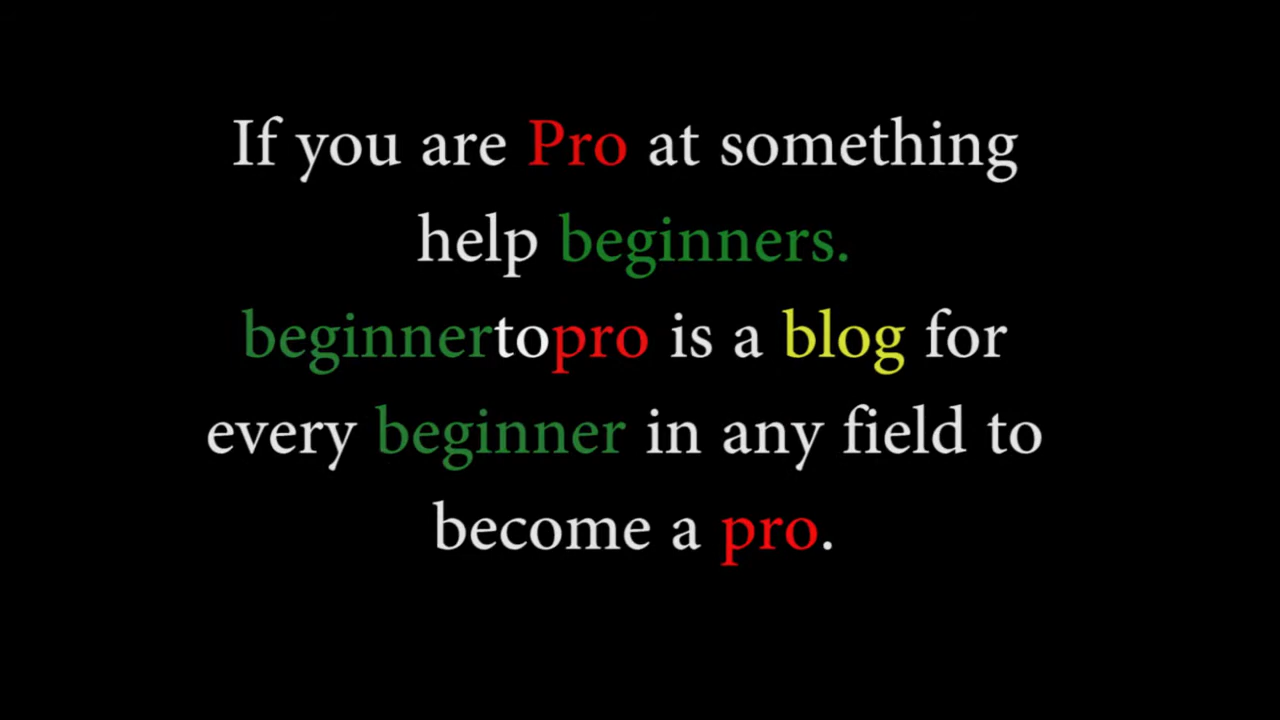 If you are Pro at something
help beginners.
beginnertopro is a blog for
every beginner in any field to
become a pro.